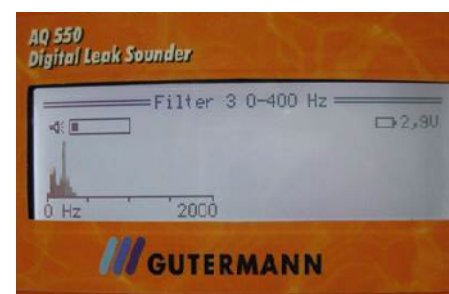 AQ 550
Digital Leak Sounder
Filter 3 0-400 Hz
2,9V
0 Hz 2000
GUTERMANN